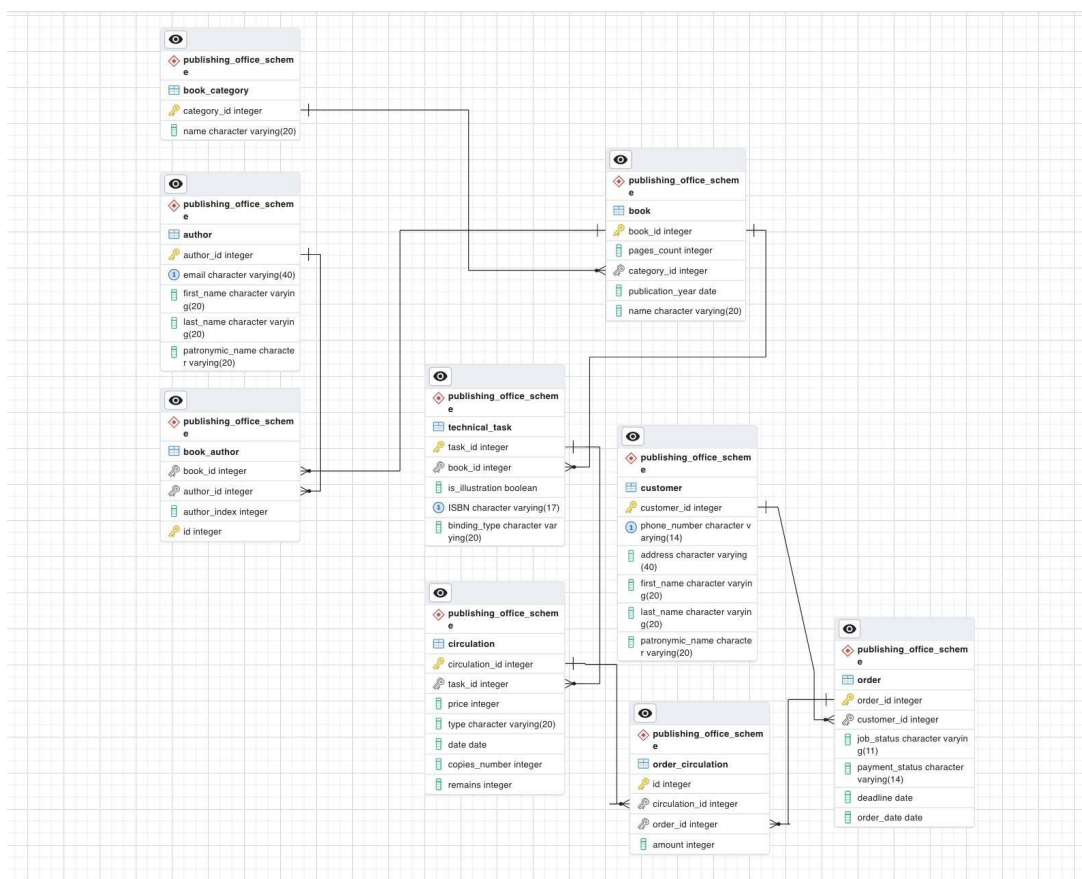 publishing_office_schem
e
book_category
category_id integer
name character varying(20)
publishing_office_schem
e
author
author_id integer
email character varying(40)
first_name character varyin
g(20)
last_name character varyin
g(20)
patronymic_name characte
r varying(20)
publishing_office_schem
e
book_author
book_id integer
author_id integer
author_index integer
id integer
publishing_office_schem
e
book
book_id integer
pages_count integer
category_id integer
publication_year date
name character varying(20)
publishing_office_schem
e
technical_task
task_id integer
book_id integer
is_illustration boolean
ISBN character varying(17)
binding_type character var
ying(20)
publishing_office_schem
e
circulation
circulation_id integer
task_id integer
price integer
type character varying(20)
date date
copies_number integer
remains integer
publishing_office_schem
e
customer
customer_id integer
phone_number character v
arying(14)
address character varying
(40)
first_name character varyin
g(20)
last_name character varyin
g(20)
patronymic_name characte
r varying(20)
publishing_office_schem
e
order_circulation
id integer
circulation_id integer
order_id integer
amount integer
publishing_office_schem
e
order
order_id integer
customer_id integer
job_status character varyin
g(11)
payment_status character
varying(14)
deadline date
order_date date